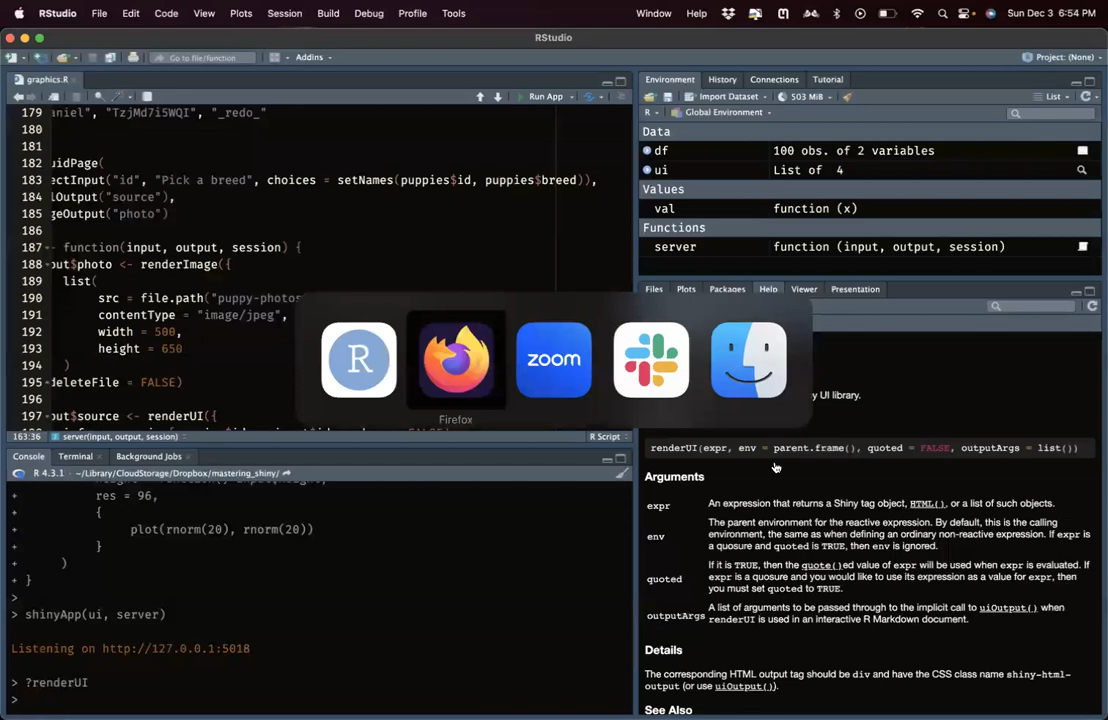 RStudio File Edit Code View Plots Session Build Debug Profile Tools Window Help Sun Dec 3 6:54 PM
RStudio
Go to file/function Addins Project: (None)
graphics.R
Run App
179 aniel", "TzjMd7i5WQI", "_redo_"
180
181
182 uidPage(
183 ectInput("id", "Pick a breed", choices = setNames(puppies$id, puppies$breed)),
184 lOutput("source"),
185 geOutput("photo")
186
187 function(input, output, session) {
188 put$photo <- renderImage({
189 list(
190 src = file.path("puppy-photos
191 contentType = "image/jpeg",
192 width = 500,
193 height = 650
194 )
195 deleteFile = FALSE)
196
197 put$source <- renderUI({
163:36 server(input, output, session) R Script
Console Terminal Background Jobs
R 4.3.1 · ~/Library/CloudStorage/Dropbox/mastering_shiny/
+ res = 96,
+ {
+ plot(rnorm(20), rnorm(20))
+ }
+ )
+ }
>
> shinyApp(ui, server)
Listening on http://127.0.0.1:5018
> ?renderUI
>
Environment History Connections Tutorial
Import Dataset 503 MiB List
R Global Environment
Data
df 100 obs. of 2 variables
ui List of 4
Values
val function (x)
Functions
server function (input, output, session)
Files Plots Packages Help Viewer Presentation
R
zoom
Firefox
y UI library.
renderUI(expr, env = parent.frame(), quoted = FALSE, outputArgs = list())
Arguments
expr An expression that returns a Shiny tag object, HTML(), or a list of such objects.
env The parent environment for the reactive expression. By default, this is the calling
environment, the same as when defining an ordinary non-reactive expression. If expr
is a quosure and quoted is TRUE, then env is ignored.
quoted If it is TRUE, then the quote()ed value of expr will be used when expr is evaluated. If
expr is a quosure and you would like to use its expression as a value for expr, then
you must set quoted to TRUE.
outputArgs A list of arguments to be passed through to the implicit call to uiOutput() when
renderUI is used in an interactive R Markdown document.
Details
The corresponding HTML output tag should be div and have the CSS class name shiny-html-
output (or use uiOutput()).
See Also